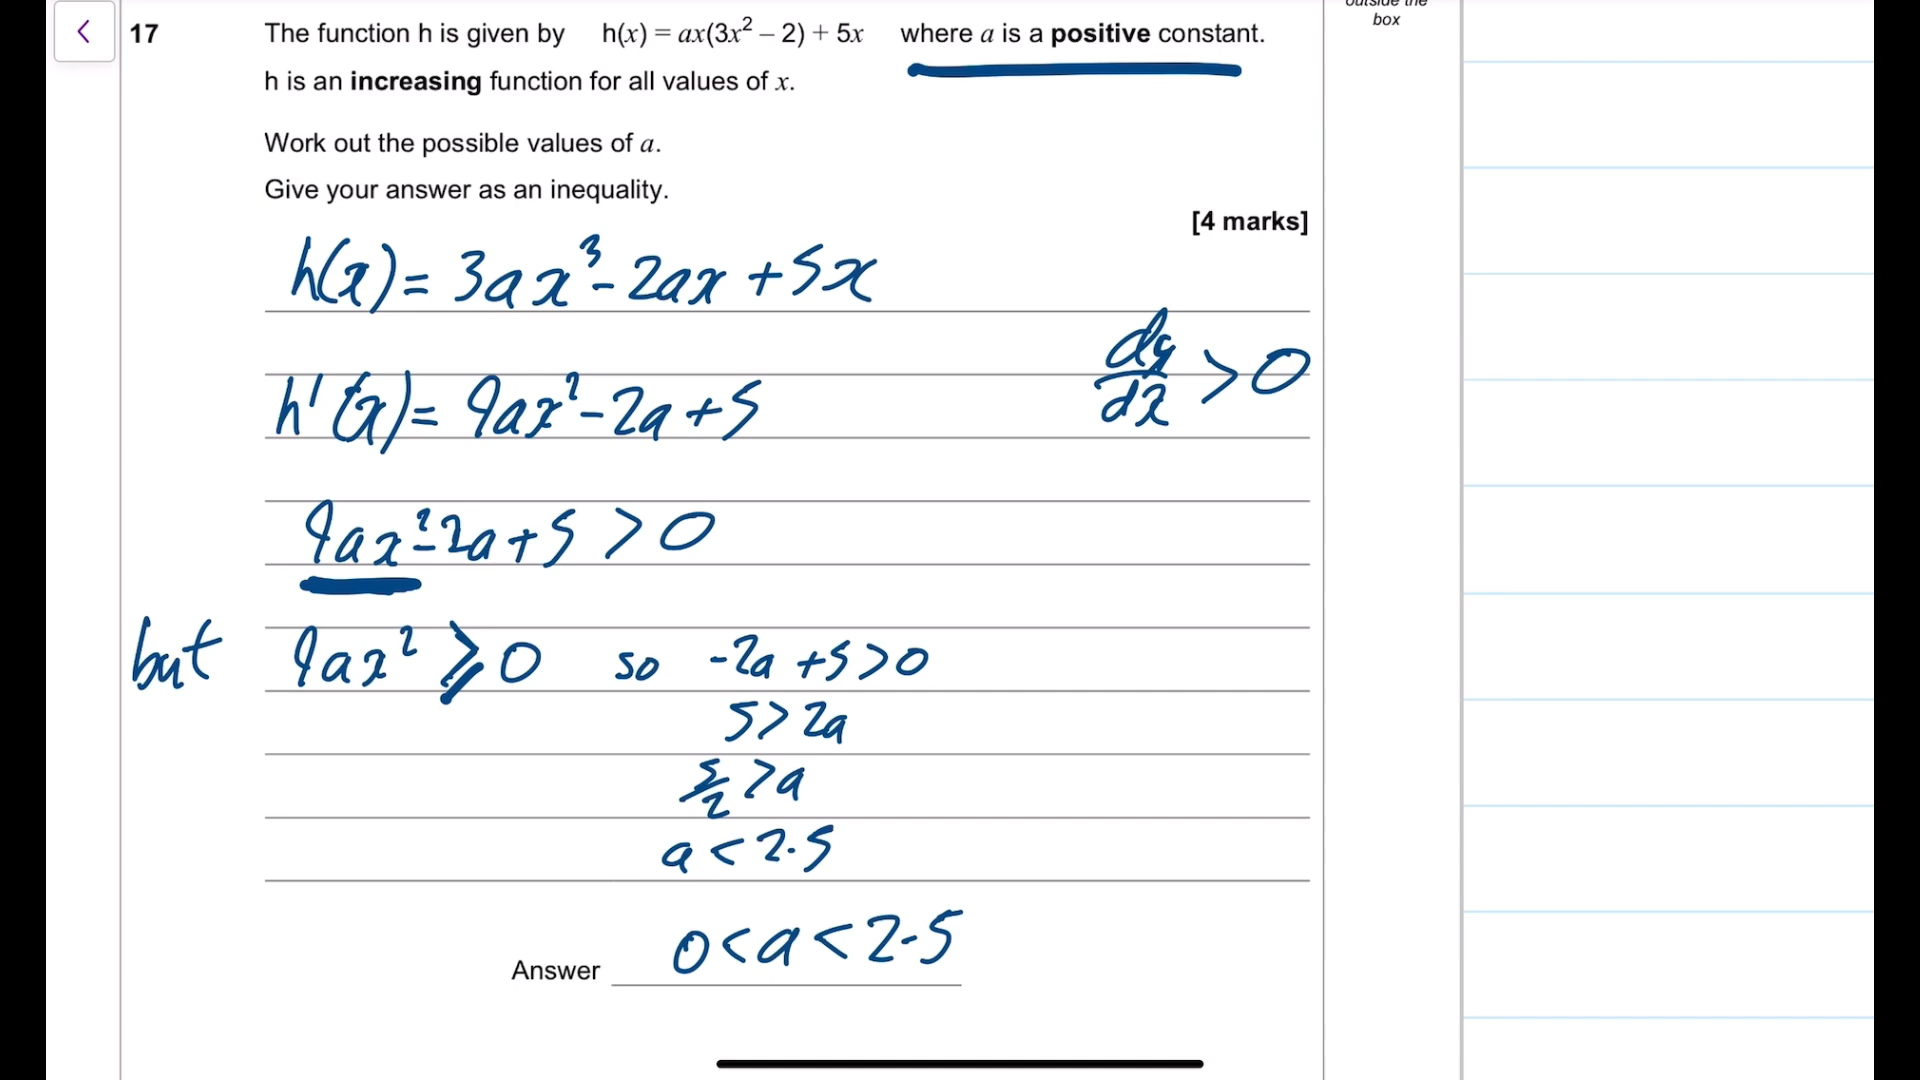 outside the
box
17 The function h is given by h(x) = ax(3x² – 2) + 5x where a is a positive constant.
h is an increasing function for all values of x.
Work out the possible values of a.
Give your answer as an inequality.
[4 marks]
h(x) = 3ax³ - 2ax + 5x
dy/dx > 0
h'(x) = 9ax² - 2a + 5
9ax² - 2a + 5 > 0
but 9ax² ⩾ 0 so -2a + 5 > 0
5 > 2a
5/2 > a
a < 2.5
Answer 0 < a < 2.5